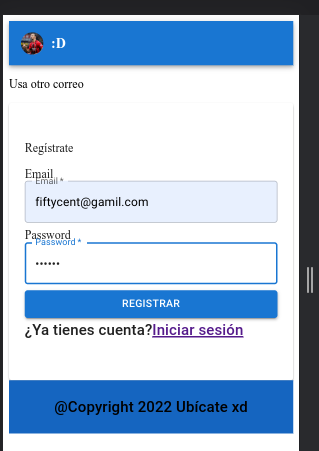 :D
Usa otro correo
Regístrate
Email
Email *
fiftycent@gamil.com
Password
Password *
••••••
REGISTRAR
¿Ya tienes cuenta?Iniciar sesión
@Copyright 2022 Ubícate xd